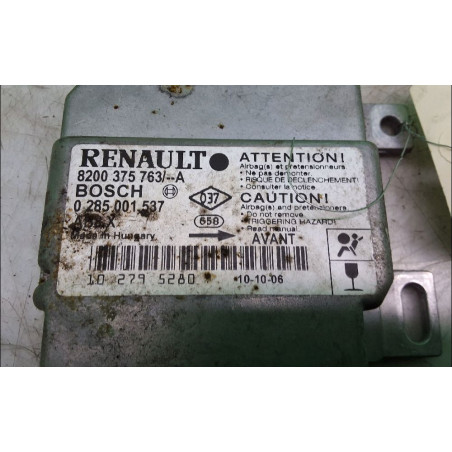 RENAULT
8200 375 763/--A
BOSCH
0 285 001 537
Made in Hungary
10 279 5280
037
658
ATTENTION!
Airbag(s) et pretensionneurs.
• Ne pas demonter.
• RISQUE DE DECLENCHEMENT!
• Consulter la notice.
CAUTION!
Airbag(s) and pretensioners.
• Do not remove.
• TRIGGERING HAZARD!
• Read manual.
AVANT
10-10-06